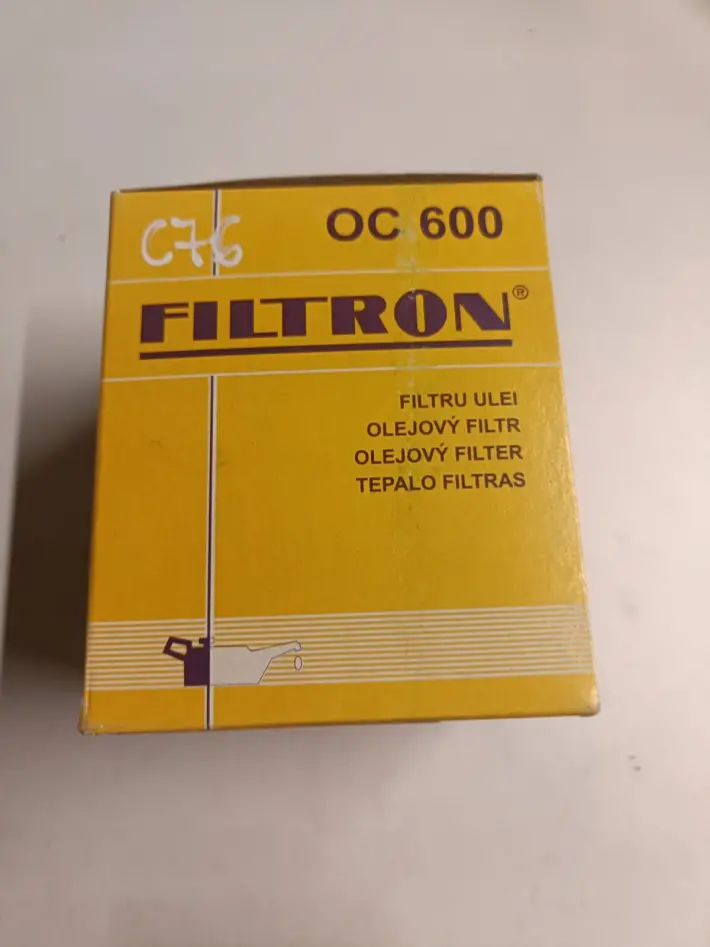 C76
OC 600
FILTRON®
FILTRU ULEI
OLEJOVÝ FILTR
OLEJOVÝ FILTER
TEPALO FILTRAS